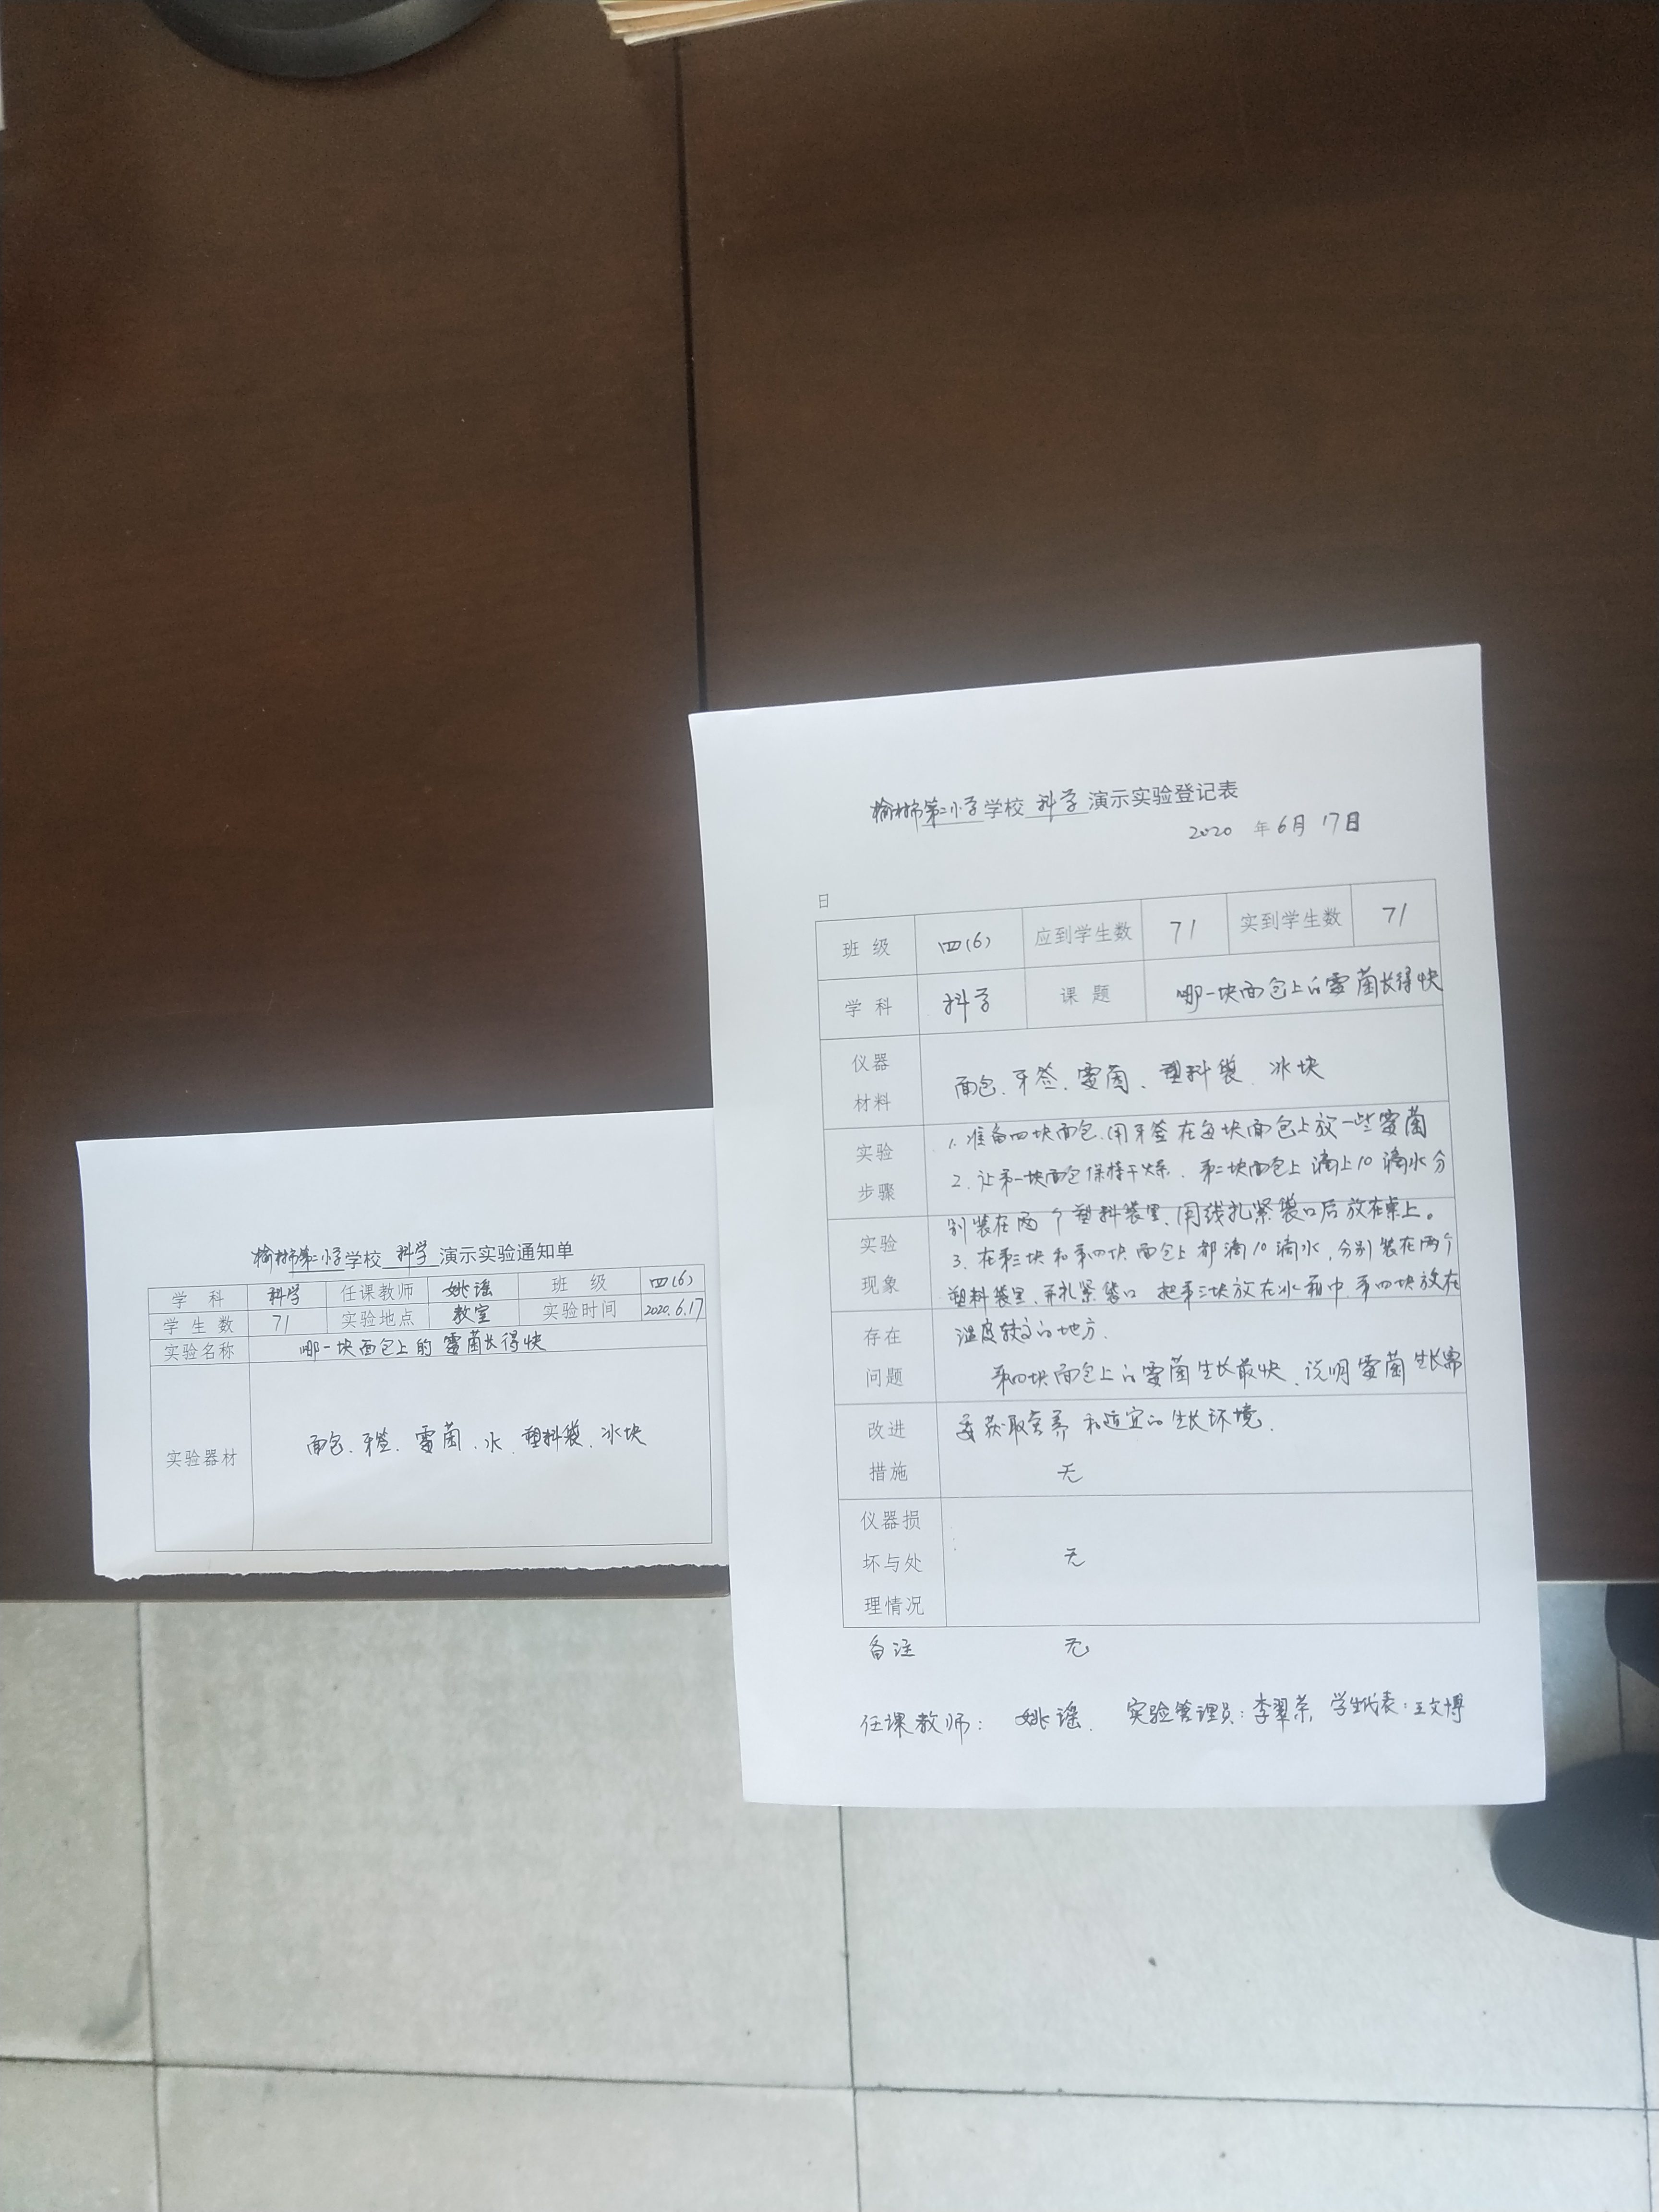 榆林市第二小学学校 科学 演示实验通知单
学 科 科学 任课教师 姚谣 班 级 四(6)
学生数 71 实验地点 教室 实验时间 2020.6.17
实验名称 哪一块面包上的霉菌长得快
实验器材 面包、牙签、霉菌、水、塑料袋、冰块
榆林市第二小学学校 科学 演示实验登记表
2020 年 6月 17日
日
班 级 四(6) 应到学生数 71 实到学生数 71
学 科 科学 课 题 哪一块面包上的霉菌长得快
仪器
材料
面包、牙签、霉菌、塑料袋、冰块
实验
步骤
1. 准备四块面包、用牙签在每块面包上放一些霉菌
2. 让第一块面包保持干燥、第二块面包上滴上10滴水分
实验
现象
别装在两个塑料袋里、用线扎紧袋口后放在桌上。
3. 在第三块和第四块面包上都滴10滴水,分别装在两个
塑料袋里、并扎紧袋口 把第三块放在冰箱中、第四块放在
存在
问题
温度较高的地方.
第四块面包上的霉菌生长最快、说明霉菌生长需
改进
措施
要获取营养和适宜的生长环境.
无
仪器损
坏与处
理情况
无
备注 无
任课教师: 姚谣. 实验管理员:李翠荣, 学生代表:王文博